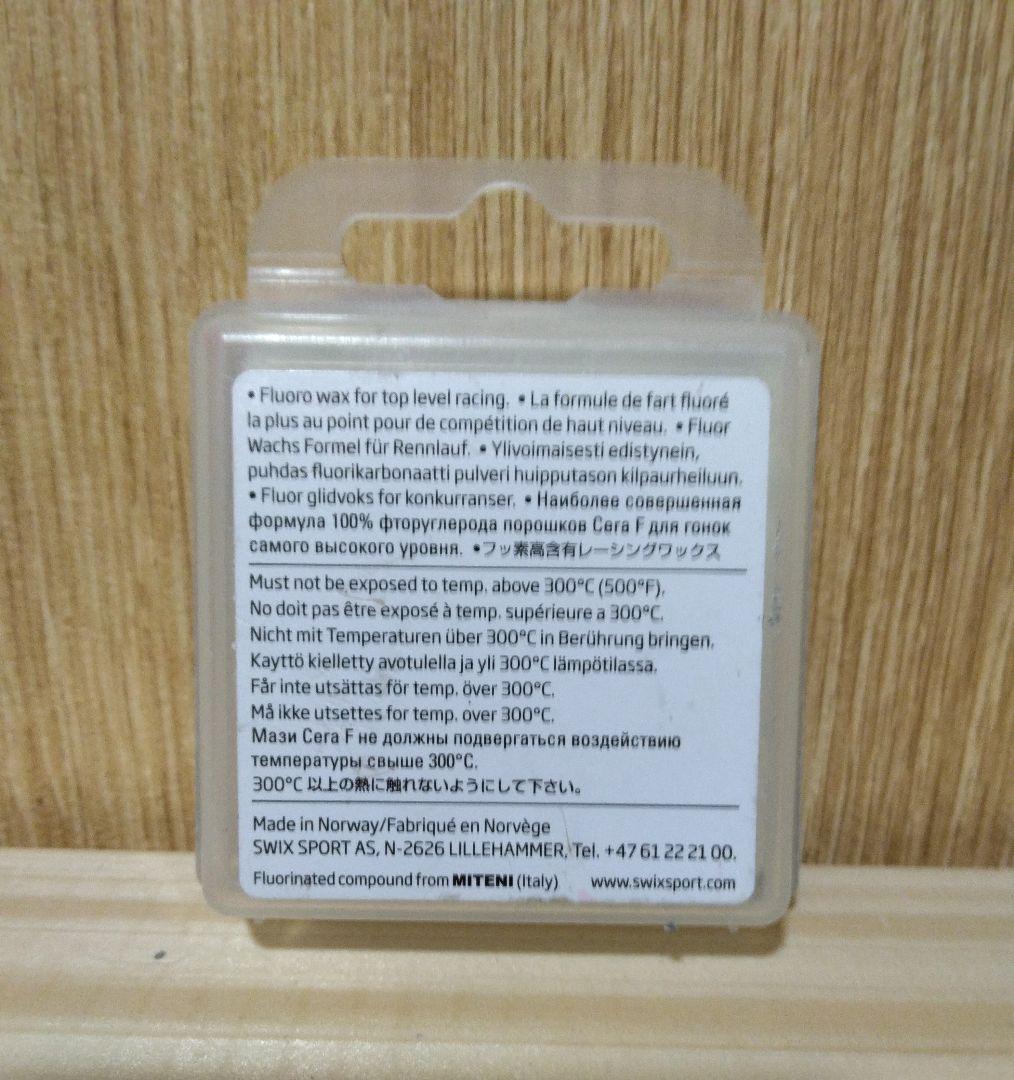 • Fluoro wax for top level racing. • La formule de fart fluoré
la plus au point pour de compétition de haut niveau. • Fluor
Wachs Formel für Rennlauf. • Ylivoimaisesti edistynein,
puhdas fluorikarbonaatti pulveri huipputason kilpaurheiluun.
• Fluor glidvoks for konkurranser. • Наиболее совершенная
формула 100% фторуглерода порошков Cera F для гонок
самого высокого уровня. •フッ素高含有レーシングワックス
Must not be exposed to temp. above 300°C (500°F).
No doit pas être exposé à temp. supérieure a 300°C.
Nicht mit Temperaturen über 300°C in Berührung bringen.
Kayttö kielletty avotulella ja yli 300°C lämpötilassa.
Får inte utsättas för temp. över 300°C.
Må ikke utsettes for temp. over 300°C.
Мази Cera F не должны подвергаться воздействию
температуры свыше 300°C.
300°C 以上の熱に触れないようにして下さい。
Made in Norway/Fabriqué en Norvège
SWIX SPORT AS, N-2626 LILLEHAMMER, Tel. +47 61 22 21 00.
Fluorinated compound from MITENI (Italy) www.swixsport.com